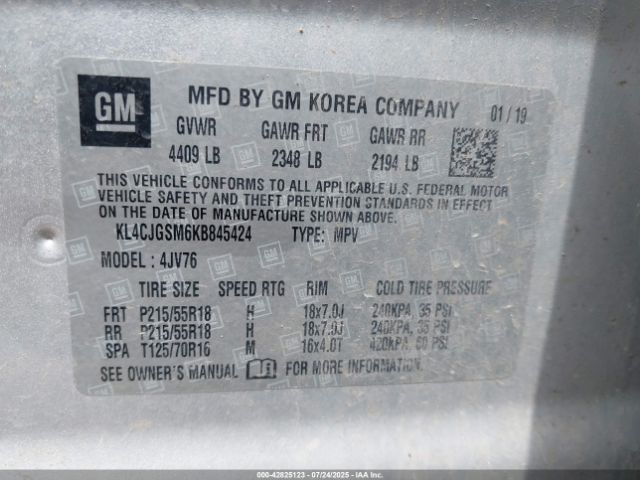 GM MFD BY GM KOREA COMPANY 01/19
GVWR GAWR FRT GAWR RR
4409 LB 2348 LB 2194 LB
THIS VEHICLE CONFORMS TO ALL APPLICABLE U.S. FEDERAL MOTOR
VEHICLE SAFETY AND THEFT PREVENTION STANDARDS IN EFFECT
ON THE DATE OF MANUFACTURE SHOWN ABOVE.
KL4CJGSM6KB845424 TYPE: MPV
MODEL: 4JV76
TIRE SIZE SPEED RTG RIM COLD TIRE PRESSURE
FRT P215/55R18 H 18x7.0J 240KPA, 35 PSI
RR P215/55R18 H 18x7.0J 240KPA, 35 PSI
SPA T125/70R16 M 16x4.0T 420KPA, 60 PSI
SEE OWNER'S MANUAL FOR MORE INFORMATION.
000-42825123 - 07/24/2025 - IAA, INC.